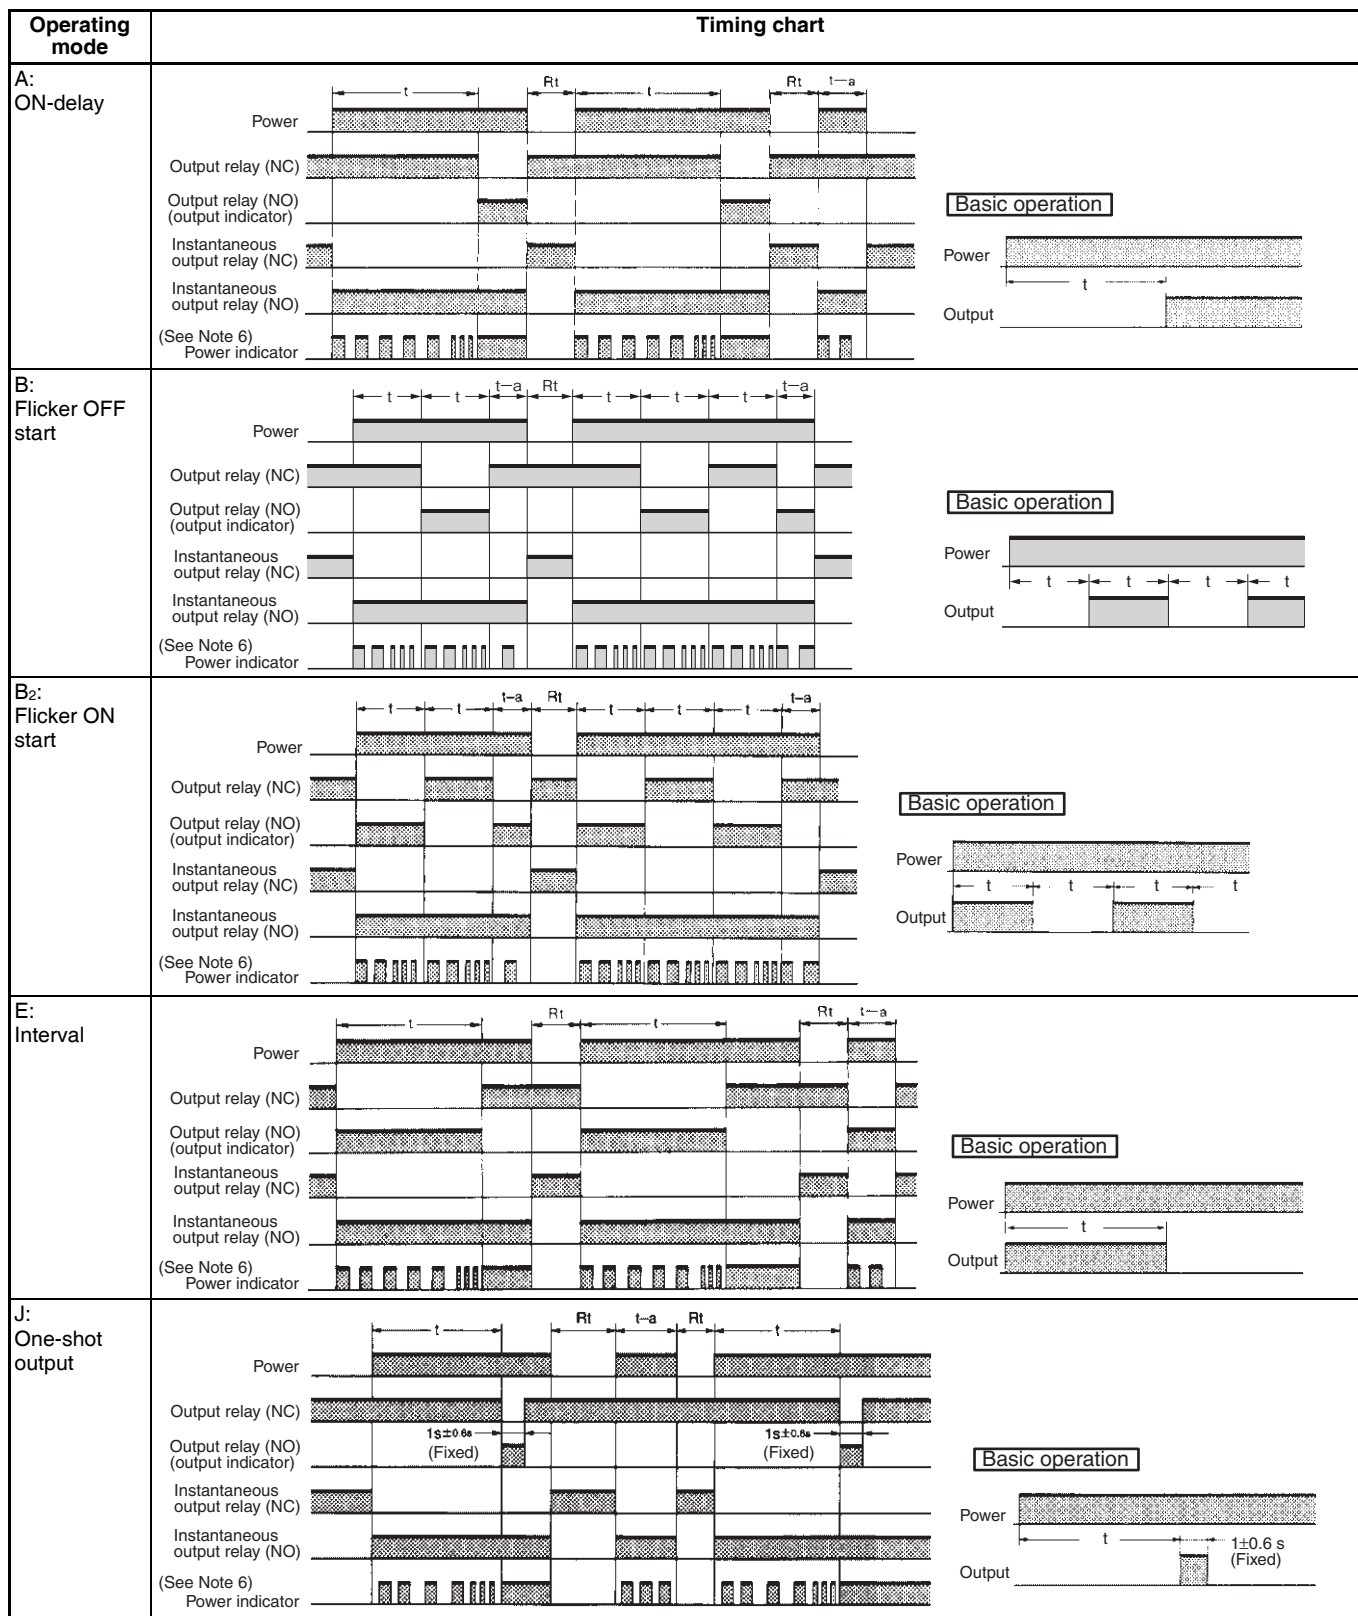 Operating mode
Timing chart
A:
ON-delay
t
Rt
t
Rt
t–a
Power
Output relay (NC)
Output relay (NO)
(output indicator)
Instantaneous
output relay (NC)
Instantaneous
output relay (NO)
(See Note 6)
Power indicator
Basic operation
Power
t
Output
B:
Flicker OFF
start
t
t
t–a
Rt
t
t
t
t–a
Power
Output relay (NC)
Output relay (NO)
(output indicator)
Instantaneous
output relay (NC)
Instantaneous
output relay (NO)
(See Note 6)
Power indicator
Basic operation
Power
t
t
t
t
Output
B2:
Flicker ON
start
t
t
t–a
Rt
t
t
t
t–a
Power
Output relay (NC)
Output relay (NO)
(output indicator)
Instantaneous
output relay (NC)
Instantaneous
output relay (NO)
(See Note 6)
Power indicator
Basic operation
Power
t
t
t
t
Output
E:
Interval
t
Rt
t
Rt
t–a
Power
Output relay (NC)
Output relay (NO)
(output indicator)
Instantaneous
output relay (NC)
Instantaneous
output relay (NO)
(See Note 6)
Power indicator
Basic operation
Power
t
Output
J:
One-shot
output
t
Rt
t–a
Rt
t
Power
Output relay (NC)
1s±0.6s
(Fixed)
1s±0.6s
(Fixed)
Output relay (NO)
(output indicator)
Instantaneous
output relay (NC)
Instantaneous
output relay (NO)
(See Note 6)
Power indicator
Basic operation
Power
t
1±0.6 s
(Fixed)
Output